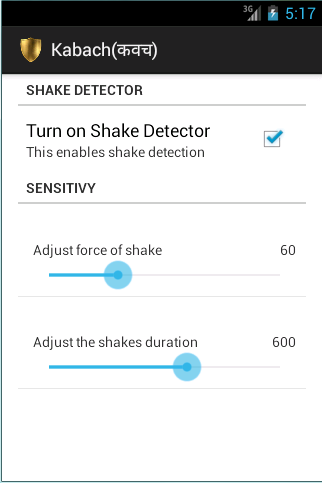 3G 5:17
Kabach(कवच)
SHAKE DETECTOR
Turn on Shake Detector
This enables shake detection
SENSITIVY
Adjust force of shake 60
Adjust the shakes duration 600